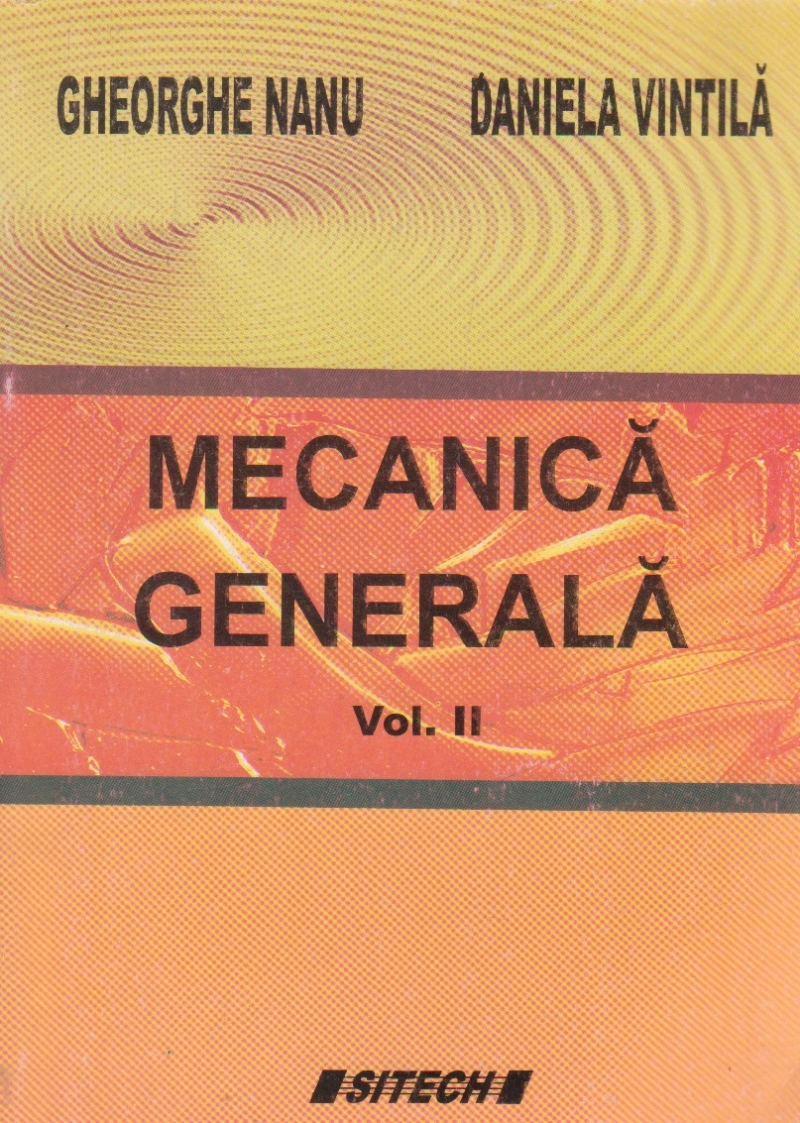 GHEORGHE NANU DANIELA VINTILĂ
MECANICĂ
GENERALĂ
Vol. II
SITECH